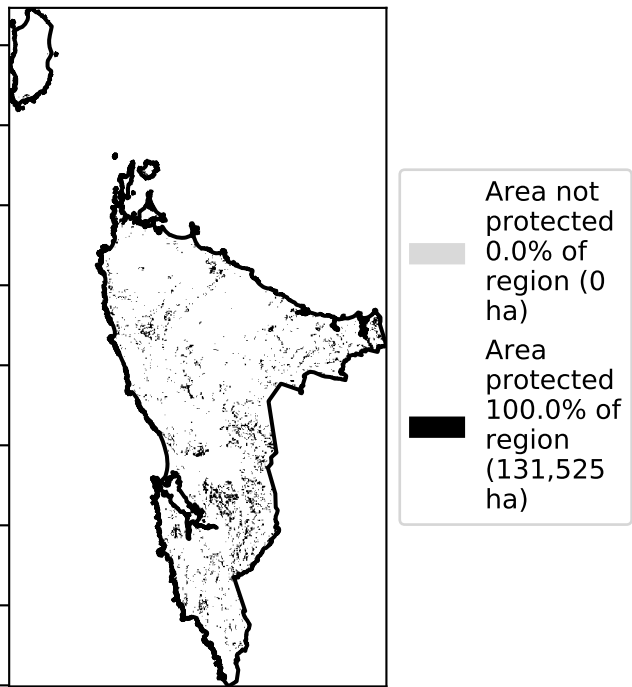 Area not
protected
0.0% of
region (0
ha)
Area
protected
100.0% of
region
(131,525
ha)